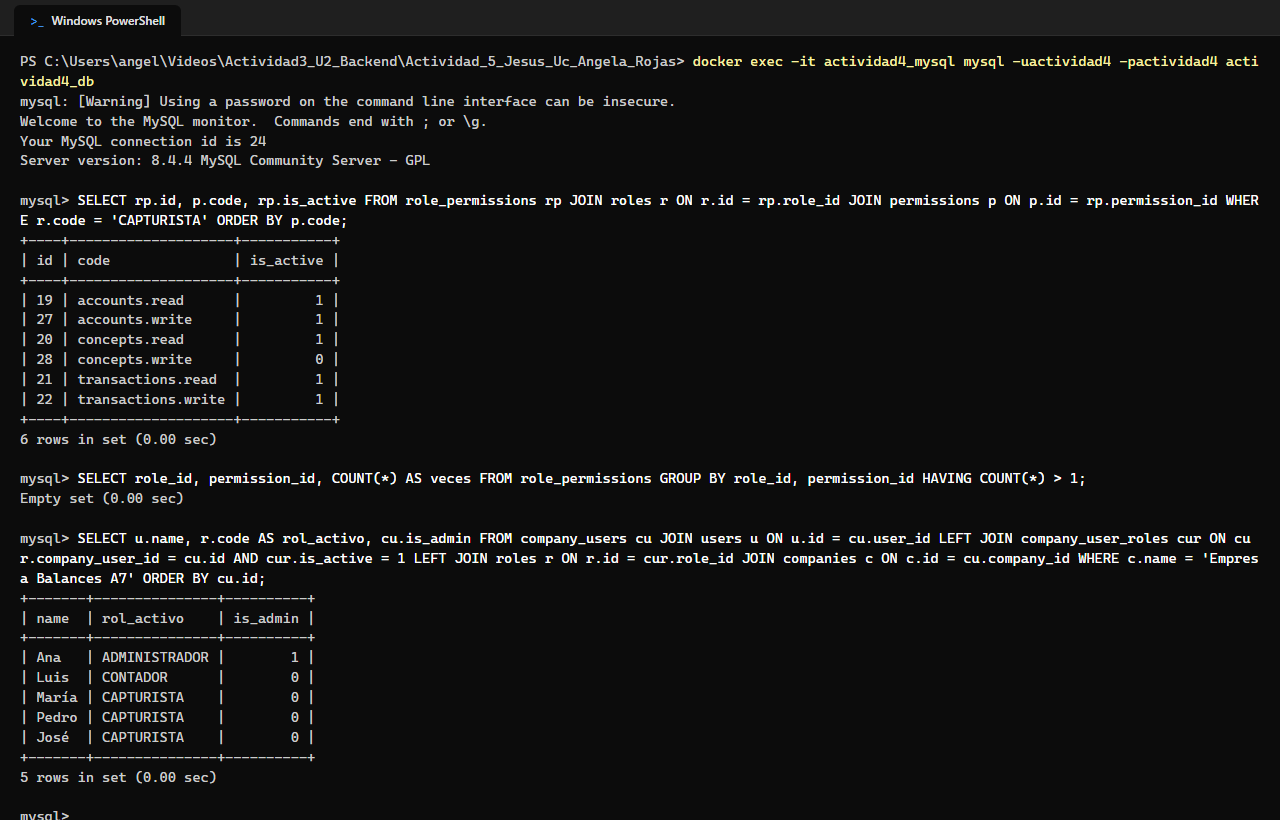 >_ Windows PowerShell
PS C:\Users\angel\Videos\Actividad3_U2_Backend\Actividad_5_Jesus_Uc_Angela_Rojas> docker exec -it actividad4_mysql mysql -uactividad4 -pactividad4 acti
vidad4_db
mysql: [Warning] Using a password on the command line interface can be insecure.
Welcome to the MySQL monitor.  Commands end with ; or \g.
Your MySQL connection id is 24
Server version: 8.4.4 MySQL Community Server - GPL
mysql> SELECT rp.id, p.code, rp.is_active FROM role_permissions rp JOIN roles r ON r.id = rp.role_id JOIN permissions p ON p.id = rp.permission_id WHER
E r.code = 'CAPTURISTA' ORDER BY p.code;
+----+--------------------+-----------+
| id | code               | is_active |
+----+--------------------+-----------+
| 19 | accounts.read      |         1 |
| 27 | accounts.write     |         1 |
| 20 | concepts.read      |         1 |
| 28 | concepts.write     |         0 |
| 21 | transactions.read  |         1 |
| 22 | transactions.write |         1 |
+----+--------------------+-----------+
6 rows in set (0.00 sec)
mysql> SELECT role_id, permission_id, COUNT(*) AS veces FROM role_permissions GROUP BY role_id, permission_id HAVING COUNT(*) > 1;
Empty set (0.00 sec)
mysql> SELECT u.name, r.code AS rol_activo, cu.is_admin FROM company_users cu JOIN users u ON u.id = cu.user_id LEFT JOIN company_user_roles cur ON cu
r.company_user_id = cu.id AND cur.is_active = 1 LEFT JOIN roles r ON r.id = cur.role_id JOIN companies c ON c.id = cu.company_id WHERE c.name = 'Empres
a Balances A7' ORDER BY cu.id;
+-------+---------------+----------+
| name  | rol_activo    | is_admin |
+-------+---------------+----------+
| Ana   | ADMINISTRADOR |        1 |
| Luis  | CONTADOR      |        0 |
| María | CAPTURISTA    |        0 |
| Pedro | CAPTURISTA    |        0 |
| José  | CAPTURISTA    |        0 |
+-------+---------------+----------+
5 rows in set (0.00 sec)
mysql>